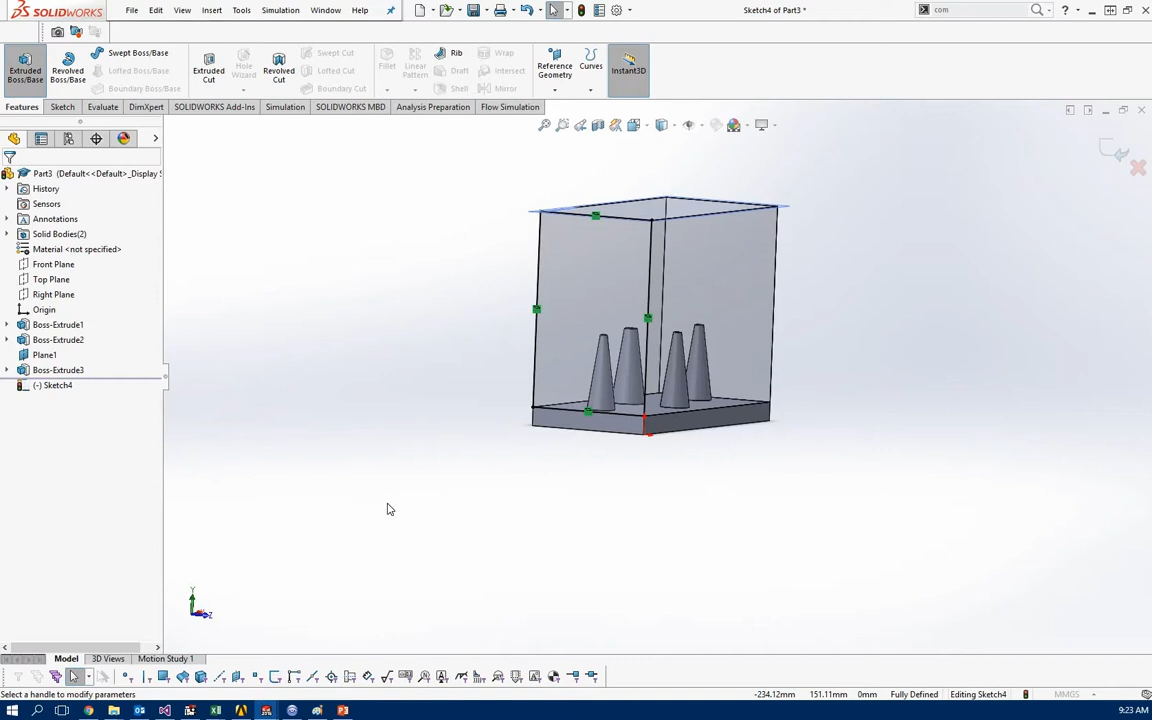 SOLIDWORKS File Edit View Insert Tools Simulation Window Help Sketch4 of Part3 * com
Extruded Boss/Base Revolved Boss/Base Swept Boss/Base Lofted Boss/Base Boundary Boss/Base Extruded Cut Hole Wizard Revolved Cut Swept Cut Lofted Cut Boundary Cut Fillet Linear Pattern Rib Draft Shell Wrap Intersect Mirror Reference Geometry Curves Instant3D
Features Sketch Evaluate DimXpert SOLIDWORKS Add-Ins Simulation SOLIDWORKS MBD Analysis Preparation Flow Simulation
Part3 (Default<<Default>_Display S
History
Sensors
Annotations
Solid Bodies(2)
Material <not specified>
Front Plane
Top Plane
Right Plane
Origin
Boss-Extrude1
Boss-Extrude2
Plane1
Boss-Extrude3
(-) Sketch4
Y
Z
Model 3D Views Motion Study 1
Select a handle to modify parameters -234.12mm 151.11mm 0mm Fully Defined Editing Sketch4 MMGS
9:23 AM